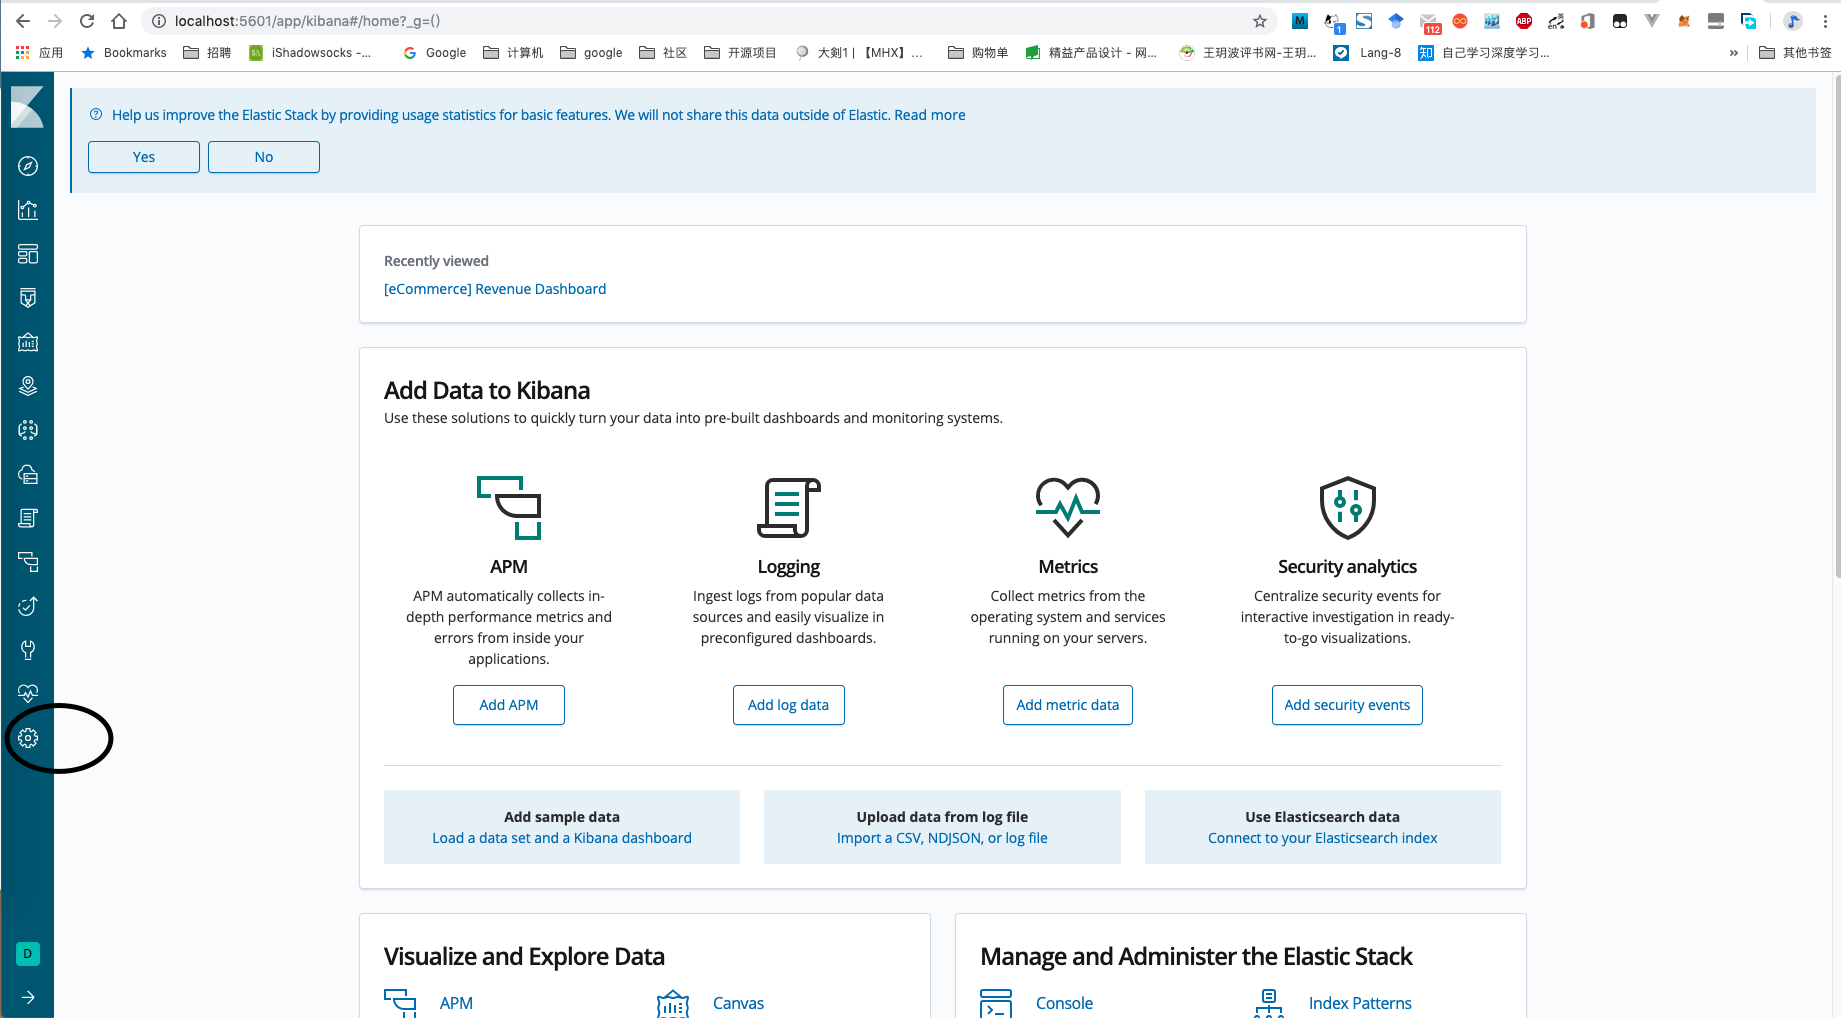 localhost:5601/app/kibana#/home?_g=()
M
1
112
ABP
en
应用
Bookmarks
招聘
iShadowsocks -...
Google
计算机
google
社区
开源项目
大剣1 | 【MHX】 ...
购物单
精益产品设计 - 网...
王玥波评书网-王玥...
Lang-8
知
自己学习深度学习...
»
其他书签
Help us improve the Elastic Stack by providing usage statistics for basic features. We will not share this data outside of Elastic. Read more
Yes
No
Recently viewed
[eCommerce] Revenue Dashboard
Add Data to Kibana
Use these solutions to quickly turn your data into pre-built dashboards and monitoring systems.
APM
APM automatically collects in-
depth performance metrics and
errors from inside your
applications.
Add APM
Logging
Ingest logs from popular data
sources and easily visualize in
preconfigured dashboards.
Add log data
Metrics
Collect metrics from the
operating system and services
running on your servers.
Add metric data
Security analytics
Centralize security events for
interactive investigation in ready-
to-go visualizations.
Add security events
Add sample data
Load a data set and a Kibana dashboard
Upload data from log file
Import a CSV, NDJSON, or log file
Use Elasticsearch data
Connect to your Elasticsearch index
Visualize and Explore Data
APM
Canvas
Manage and Administer the Elastic Stack
Console
Index Patterns
D